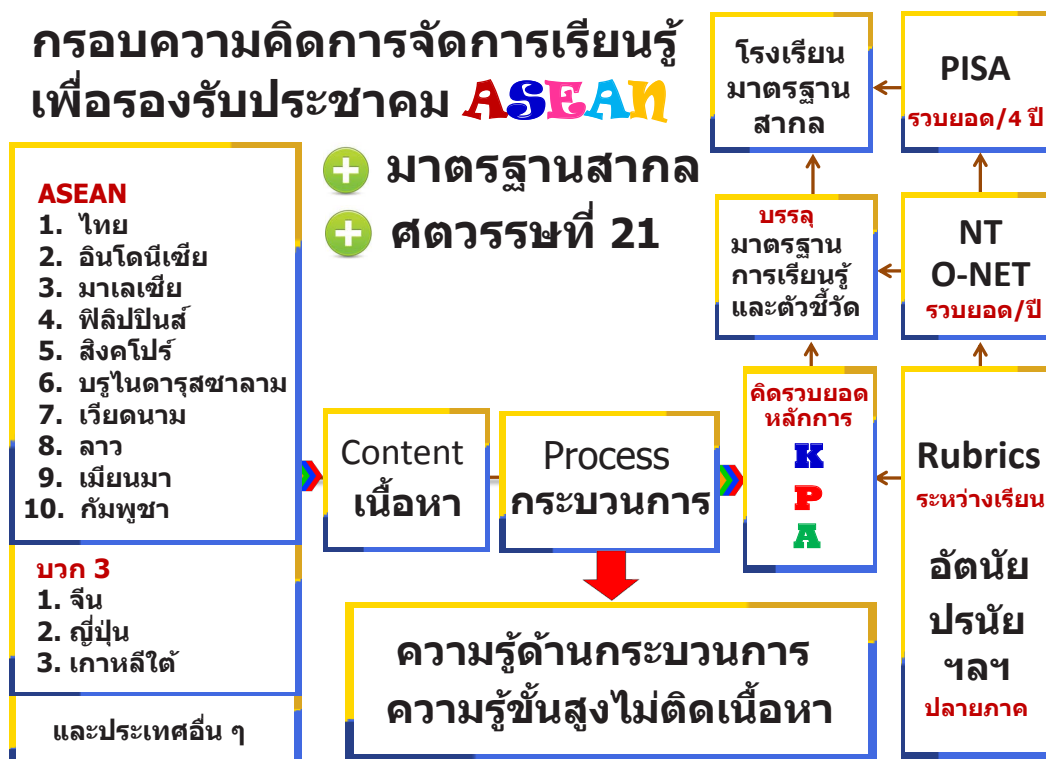 กรอบความคิดการจัดการเรียนรู้
เพื่อรองรับประชาคม ASEAN
มาตรฐานสากล
ศตวรรษที่ 21
ASEAN
1. ไทย
2. อินโดนีเซีย
3. มาเลเซีย
4. ฟิลิปปินส์
5. สิงคโปร์
6. บรูไนดารุสซาลาม
7. เวียดนาม
8. ลาว
9. เมียนมา
10. กัมพูชา
บวก 3
1. จีน
2. ญี่ปุ่น
3. เกาหลีใต้
และประเทศอื่น ๆ
Content
เนื้อหา
Process
กระบวนการ
ความรู้ด้านกระบวนการ
ความรู้ขั้นสูงไม่ติดเนื้อหา
คิดรวบยอด
หลักการ
K
P
A
บรรลุ
มาตรฐาน
การเรียนรู้
และตัวชี้วัด
โรงเรียน
มาตรฐาน
สากล
PISA
รวบยอด/4 ปี
NT
O-NET
รวบยอด/ปี
Rubrics
ระหว่างเรียน
อัตนัย
ปรนัย
ฯลฯ
ปลายภาค